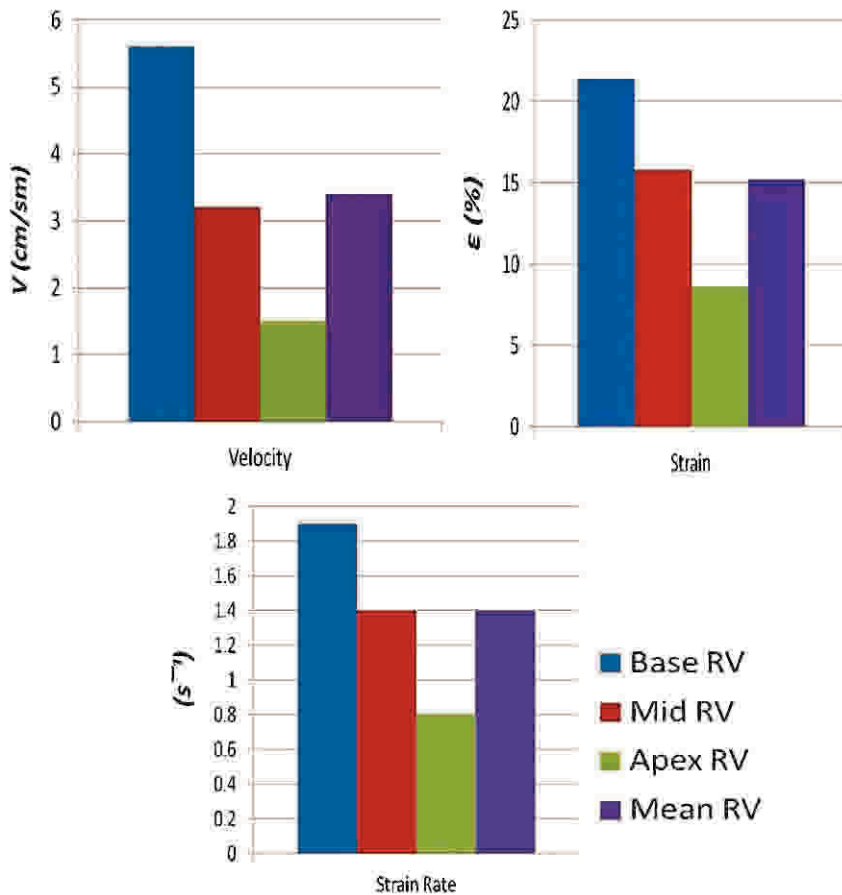 6
5
4
3
2
1
0
V (cm/sm)
Velocity
25
20
15
10
5
0
ε (%)
Strain
2
1.8
1.6
1.4
1.2
1
0.8
0.6
0.4
0.2
0
Strain Rate
Base RV
Mid RV
Apex RV
Mean RV